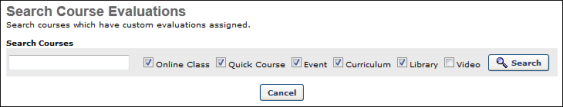 Search Course Evaluations
Search courses which have custom evaluations assigned.
Search Courses
Online Class Quick Course Event Curriculum Library Video Search
Cancel